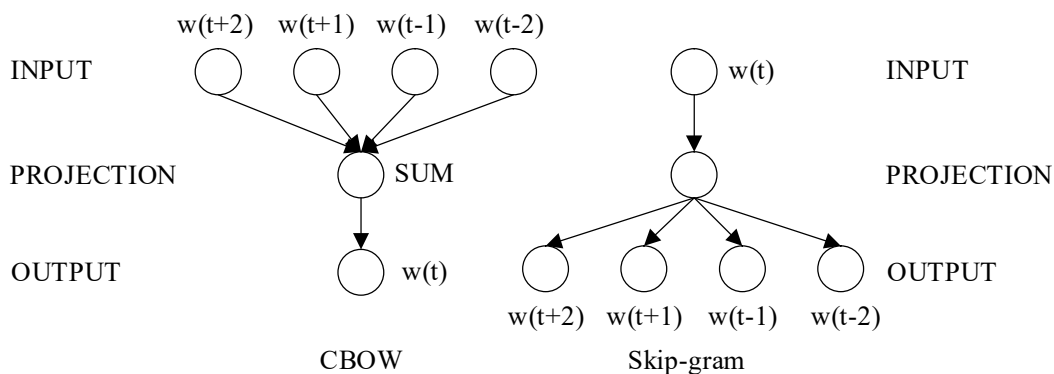 w(t+2) w(t+1) w(t-1) w(t-2)
INPUT w(t) INPUT
PROJECTION SUM PROJECTION
OUTPUT w(t) OUTPUT
w(t+2) w(t+1) w(t-1) w(t-2)
CBOW Skip-gram